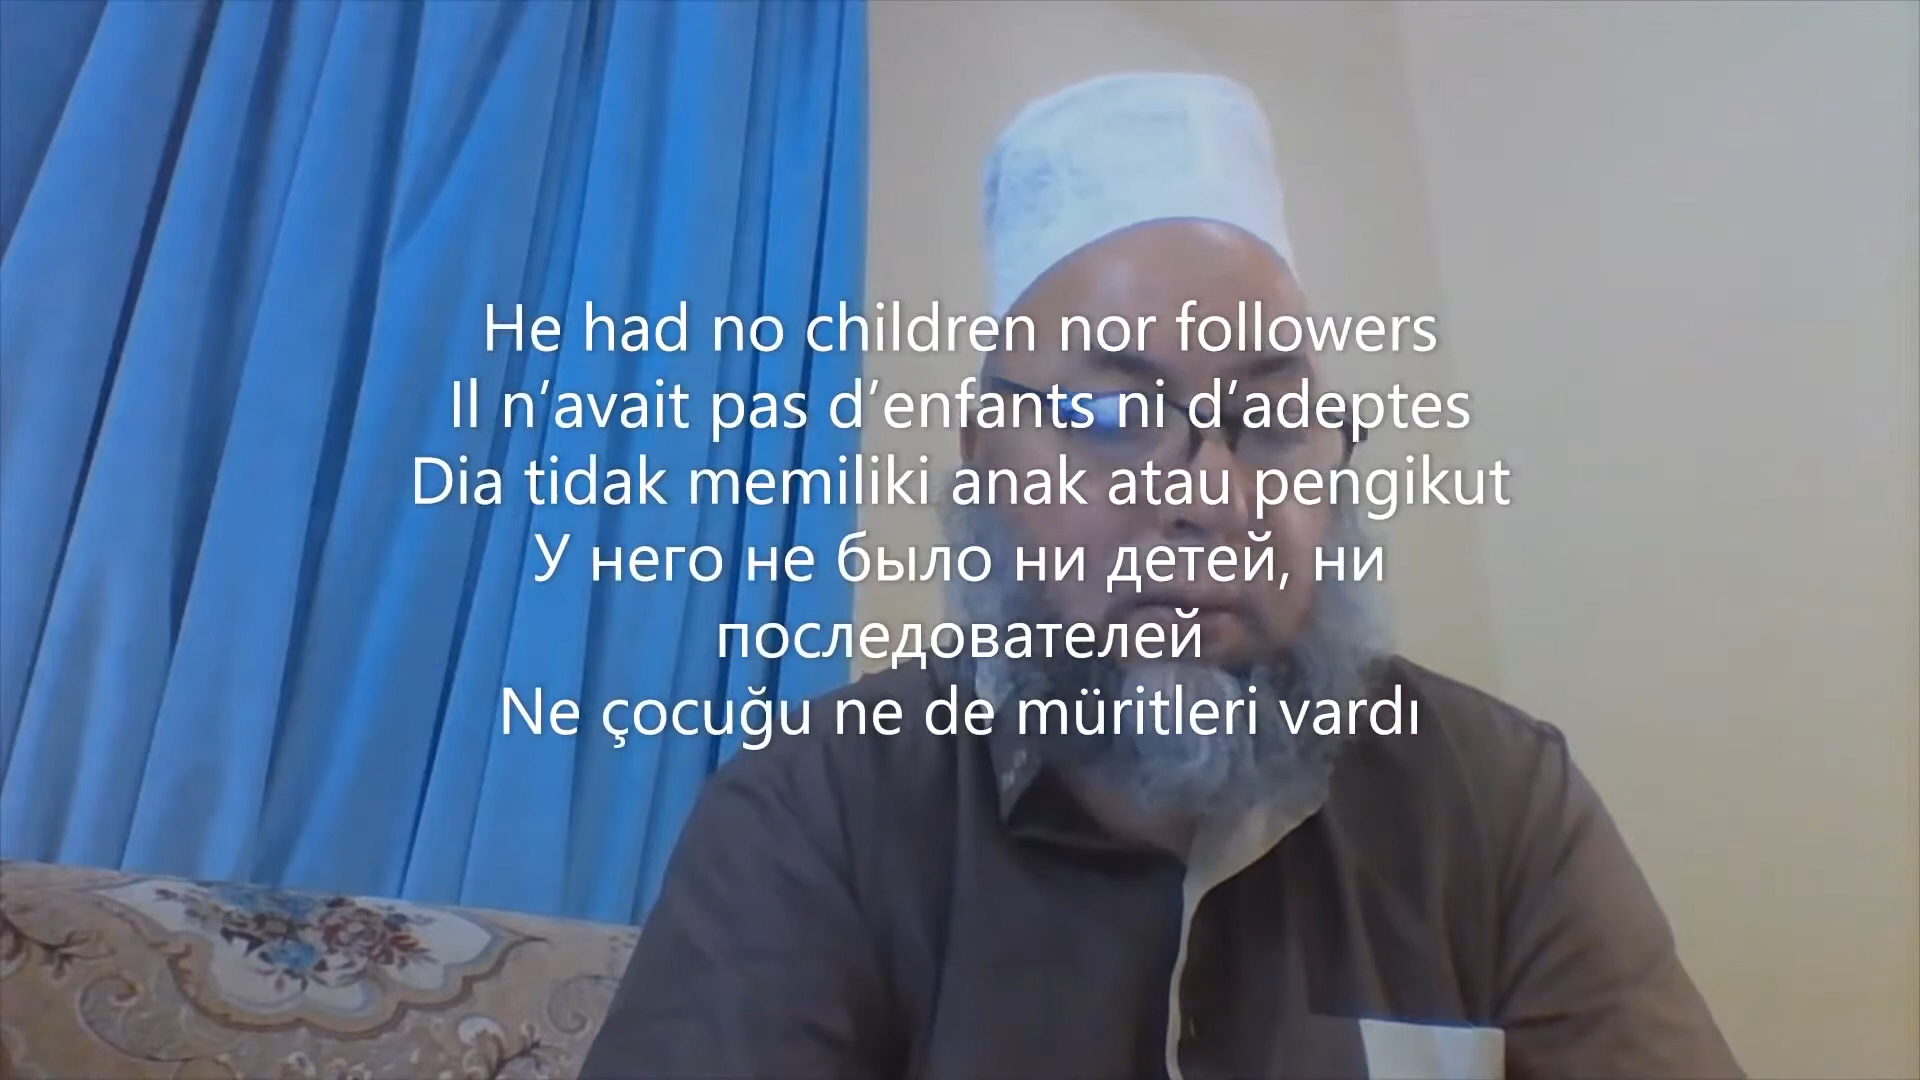 He had no children nor followers
Il n’avait pas d’enfants ni d’adeptes
Dia tidak memiliki anak atau pengikut
У него не было ни детей, ни
последователей
Ne çocuğu ne de müritleri vardı